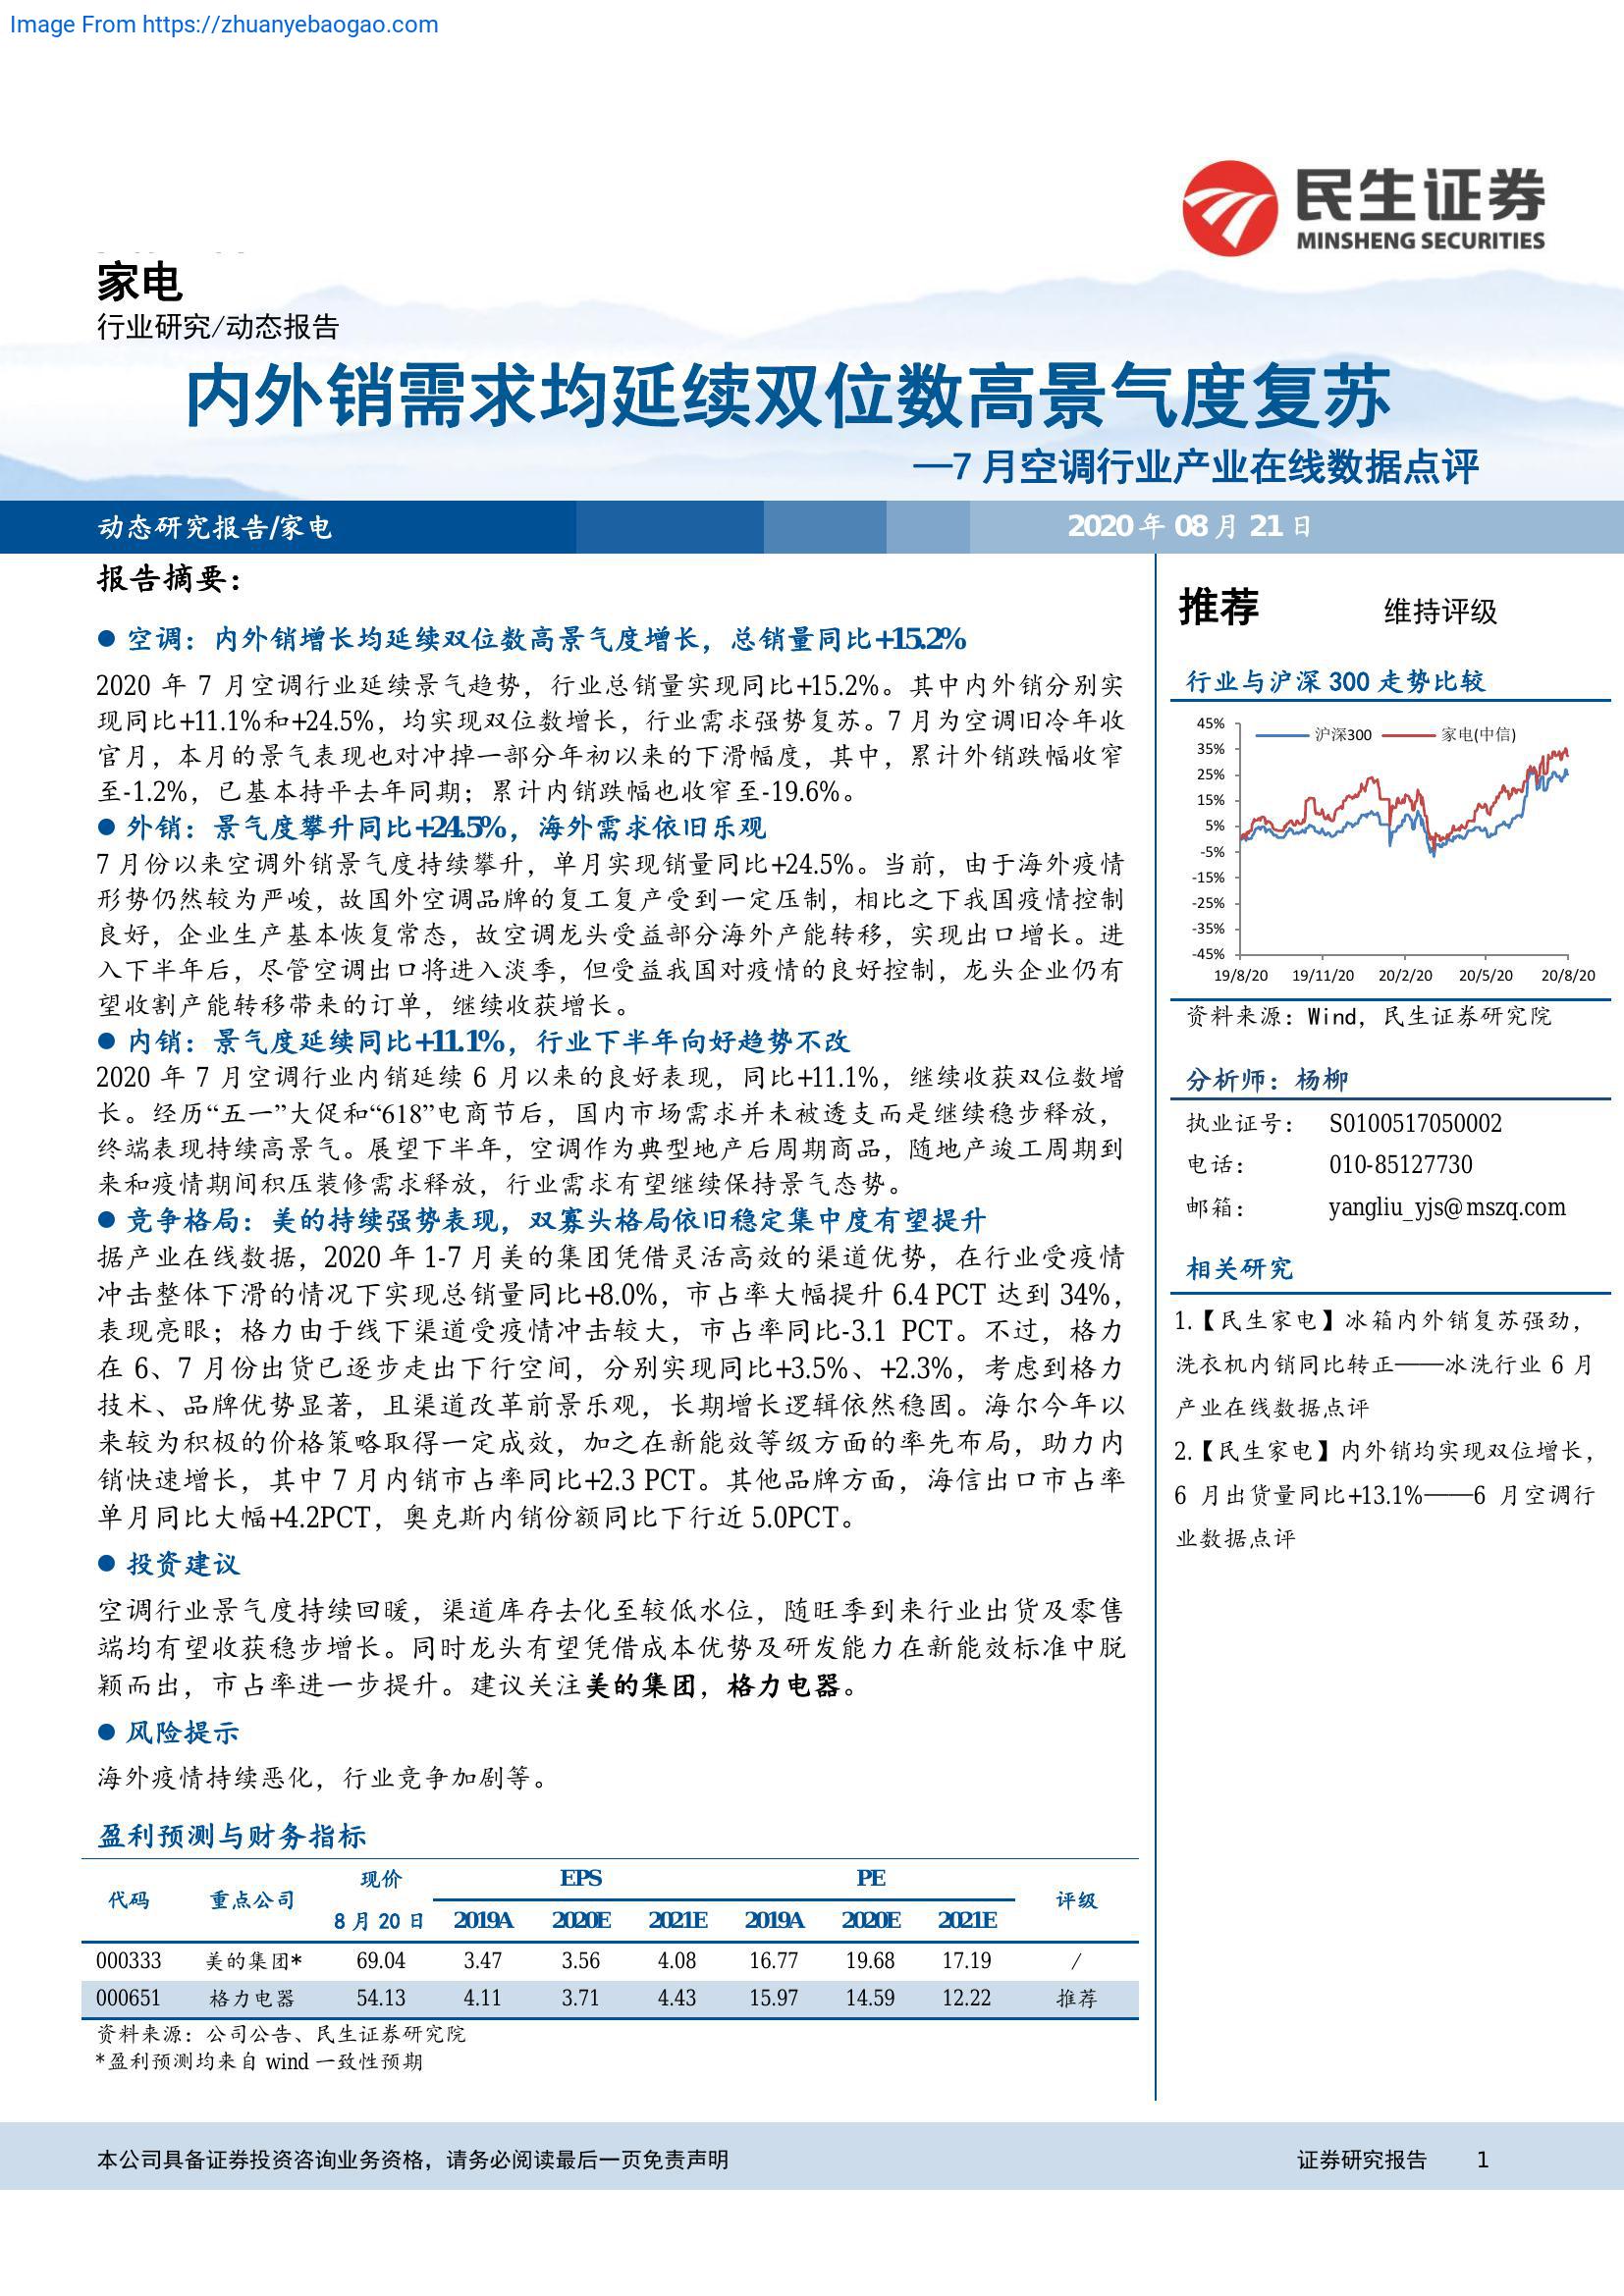 Image From https://zhuanyebaogao.com
民生证券
MINSHENG SECURITIES
家电
行业研究/动态报告
内外销需求均延续双位数高景气度复苏
—7 月空调行业产业在线数据点评
动态研究报告/家电
2020 年 08 月 21 日
报告摘要：
● 空调：内外销增长均延续双位数高景气度增长，总销量同比+15.2%
2020 年 7 月空调行业延续景气趋势，行业总销量实现同比+15.2%。其中内外销分别实
现同比+11.1%和+24.5%，均实现双位数增长，行业需求强势复苏。7 月为空调旧冷年收
官月，本月的景气表现也对冲掉一部分年初以来的下滑幅度，其中，累计外销跌幅收窄
至-1.2%，已基本持平去年同期；累计内销跌幅也收窄至-19.6%。
● 外销：景气度攀升同比+24.5%，海外需求依旧乐观
7 月份以来空调外销景气度持续攀升，单月实现销量同比+24.5%。当前，由于海外疫情
形势仍然较为严峻，故国外空调品牌的复工复产受到一定压制，相比之下我国疫情控制
良好，企业生产基本恢复常态，故空调龙头受益部分海外产能转移，实现出口增长。进
入下半年后，尽管空调出口将进入淡季，但受益我国对疫情的良好控制，龙头企业仍有
望收割产能转移带来的订单，继续收获增长。
● 内销：景气度延续同比+11.1%，行业下半年向好趋势不改
2020 年 7 月空调行业内销延续 6 月以来的良好表现，同比+11.1%，继续收获双位数增
长。经历“五一”大促和“618”电商节后，国内市场需求并未被透支而是继续稳步释放，
终端表现持续高景气。展望下半年，空调作为典型地产后周期商品，随地产竣工周期到
来和疫情期间积压装修需求释放，行业需求有望继续保持景气态势。
● 竞争格局：美的持续强势表现，双寡头格局依旧稳定集中度有望提升
据产业在线数据，2020 年 1-7 月美的集团凭借灵活高效的渠道优势，在行业受疫情
冲击整体下滑的情况下实现总销量同比+8.0%，市占率大幅提升 6.4 PCT 达到 34%，
表现亮眼；格力由于线下渠道受疫情冲击较大，市占率同比-3.1 PCT。不过，格力
在 6、7 月份出货已逐步走出下行空间，分别实现同比+3.5%、+2.3%，考虑到格力
技术、品牌优势显著，且渠道改革前景乐观，长期增长逻辑依然稳固。海尔今年以
来较为积极的价格策略取得一定成效，加之在新能效等级方面的率先布局，助力内
销快速增长，其中 7 月内销市占率同比+2.3 PCT。其他品牌方面，海信出口市占率
单月同比大幅+4.2PCT，奥克斯内销份额同比下行近 5.0PCT。
● 投资建议
空调行业景气度持续回暖，渠道库存去化至较低水位，随旺季到来行业出货及零售
端均有望收获稳步增长。同时龙头有望凭借成本优势及研发能力在新能效标准中脱
颖而出，市占率进一步提升。建议关注美的集团，格力电器。
● 风险提示
海外疫情持续恶化，行业竞争加剧等。
盈利预测与财务指标
代码 重点公司 现价 EPS PE 评级
8 月 20 日 2019A 2020E 2021E 2019A 2020E 2021E
000333 美的集团* 69.04 3.47 3.56 4.08 16.77 19.68 17.19 /
000651 格力电器 54.13 4.11 3.71 4.43 15.97 14.59 12.22 推荐
资料来源：公司公告、民生证券研究院
*盈利预测均来自 wind 一致性预期
推荐 维持评级
行业与沪深 300 走势比较
沪深300 家电(中信)
45%
35%
25%
15%
5%
-5%
-15%
-25%
-35%
-45%
19/8/20 19/11/20 20/2/20 20/5/20 20/8/20
资料来源：Wind，民生证券研究院
分析师：杨柳
执业证号： S0100517050002
电话： 010-85127730
邮箱： yangliu_yjs@mszq.com
相关研究
1.【民生家电】冰箱内外销复苏强劲，
洗衣机内销同比转正——冰洗行业 6 月
产业在线数据点评
2.【民生家电】内外销均实现双位增长，
6 月出货量同比+13.1%——6 月空调行
业数据点评
本公司具备证券投资咨询业务资格，请务必阅读最后一页免责声明
证券研究报告 1